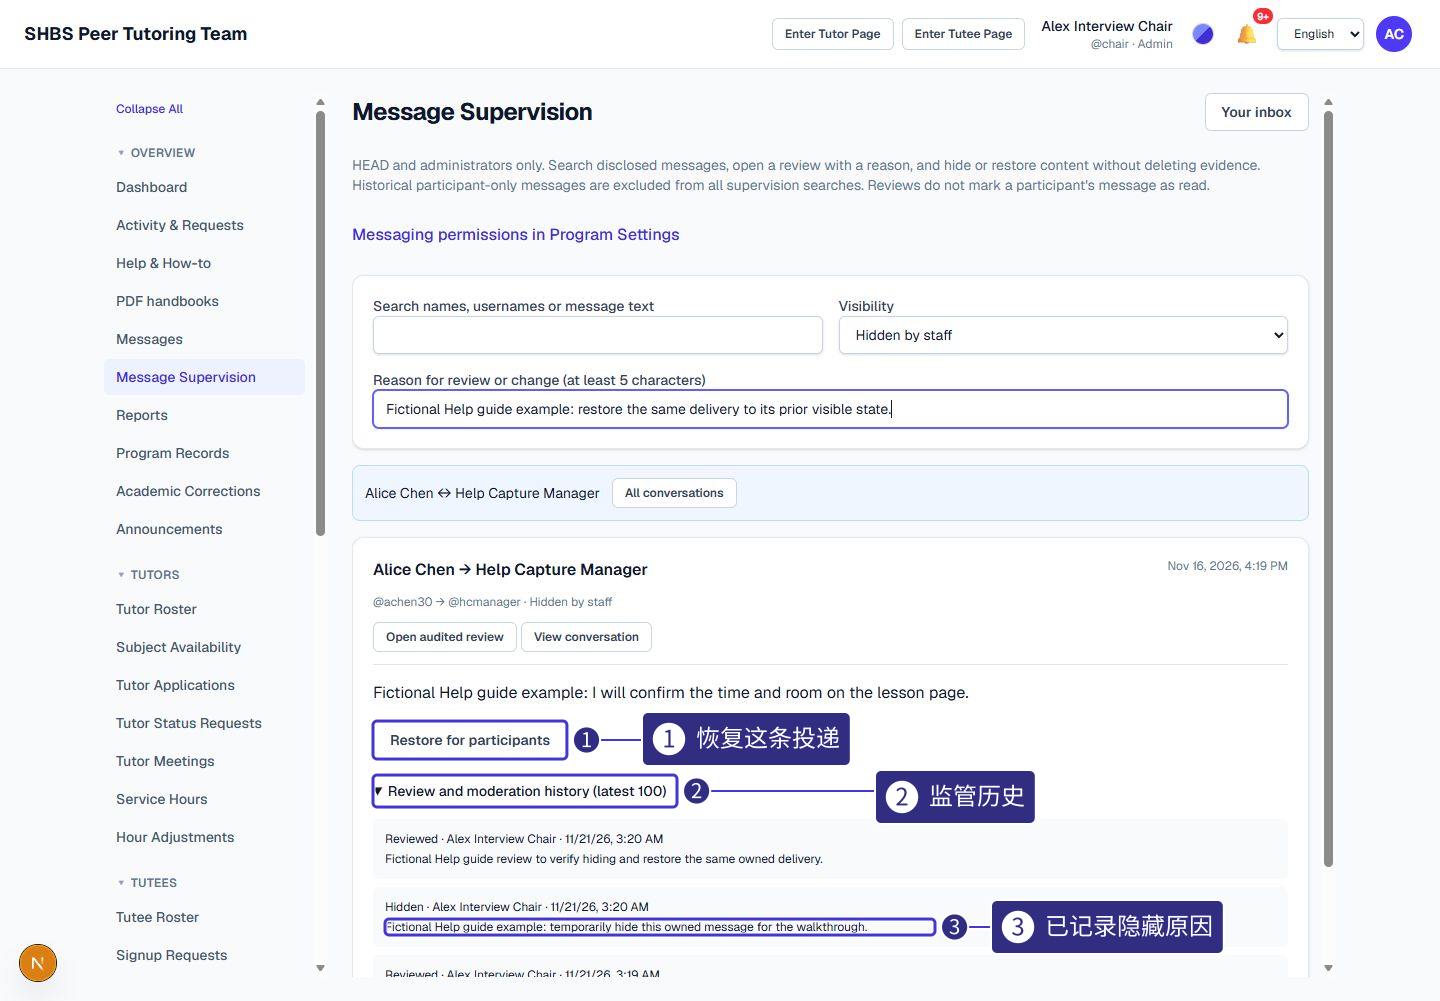 SHBS Peer Tutoring Team
Enter Tutor Page
Enter Tutee Page
Alex Interview Chair
@chair · Admin
9+
English
AC
Collapse All
OVERVIEW
Dashboard
Activity & Requests
Help & How-to
PDF handbooks
Messages
Message Supervision
Reports
Program Records
Academic Corrections
Announcements
TUTORS
Tutor Roster
Subject Availability
Tutor Applications
Tutor Status Requests
Tutor Meetings
Service Hours
Hour Adjustments
TUTEES
Tutee Roster
Signup Requests
N
Message Supervision
Your inbox
HEAD and administrators only. Search disclosed messages, open a review with a reason, and hide or restore content without deleting evidence.
Historical participant-only messages are excluded from all supervision searches. Reviews do not mark a participant's message as read.
Messaging permissions in Program Settings
Search names, usernames or message text
Visibility
Hidden by staff
Reason for review or change (at least 5 characters)
Fictional Help guide example: restore the same delivery to its prior visible state.
Alice Chen ↔ Help Capture Manager
All conversations
Alice Chen → Help Capture Manager
Nov 16, 2026, 4:19 PM
@achen30 → @hcmanager · Hidden by staff
Open audited review
View conversation
Fictional Help guide example: I will confirm the time and room on the lesson page.
Restore for participants
1
1 恢复这条投递
Review and moderation history (latest 100)
2
2 监管历史
Reviewed · Alex Interview Chair · 11/21/26, 3:20 AM
Fictional Help guide review to verify hiding and restore the same owned delivery.
Hidden · Alex Interview Chair · 11/21/26, 3:20 AM
Fictional Help guide example: temporarily hide this owned message for the walkthrough.
3
3 已记录隐藏原因
Reviewed · Alex Interview Chair · 11/21/26, 3:19 AM